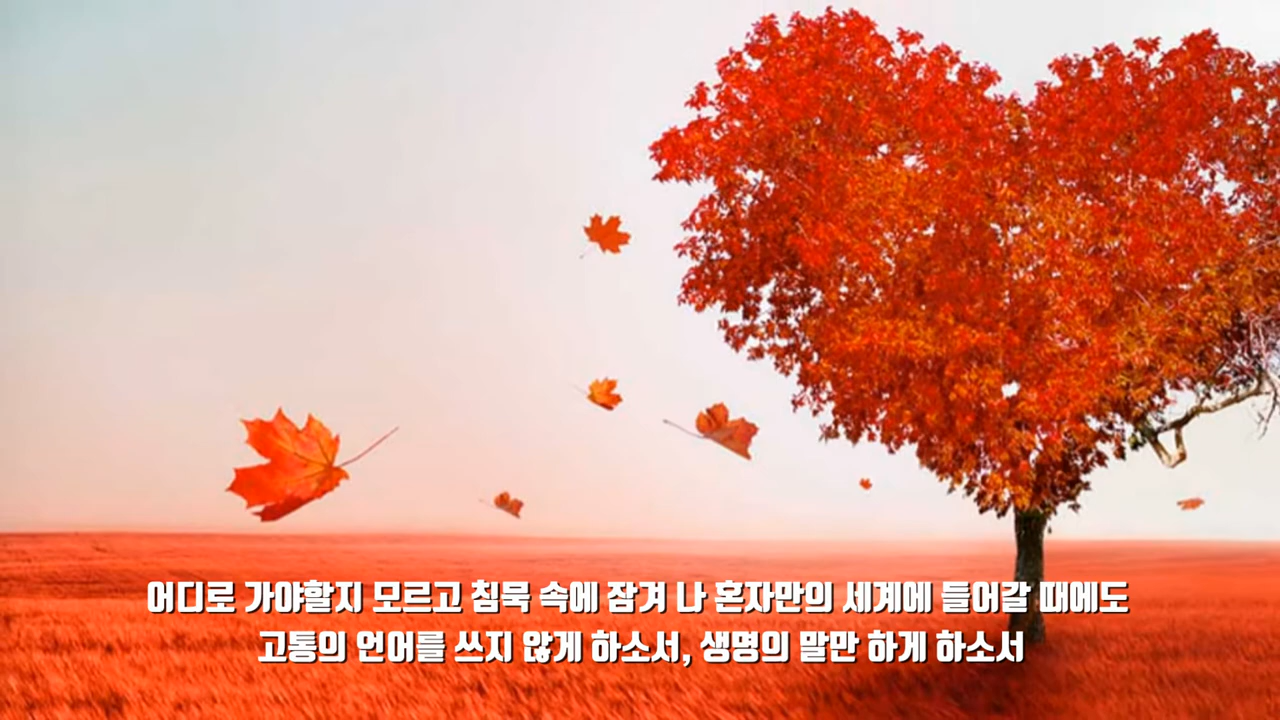 어디로 가야할지 모르고 침묵 속에 잠겨 나 혼자만의 세계에 들어갈 때에도
고통의 언어를 쓰지 않게 하소서, 생명의 말만 하게 하소서